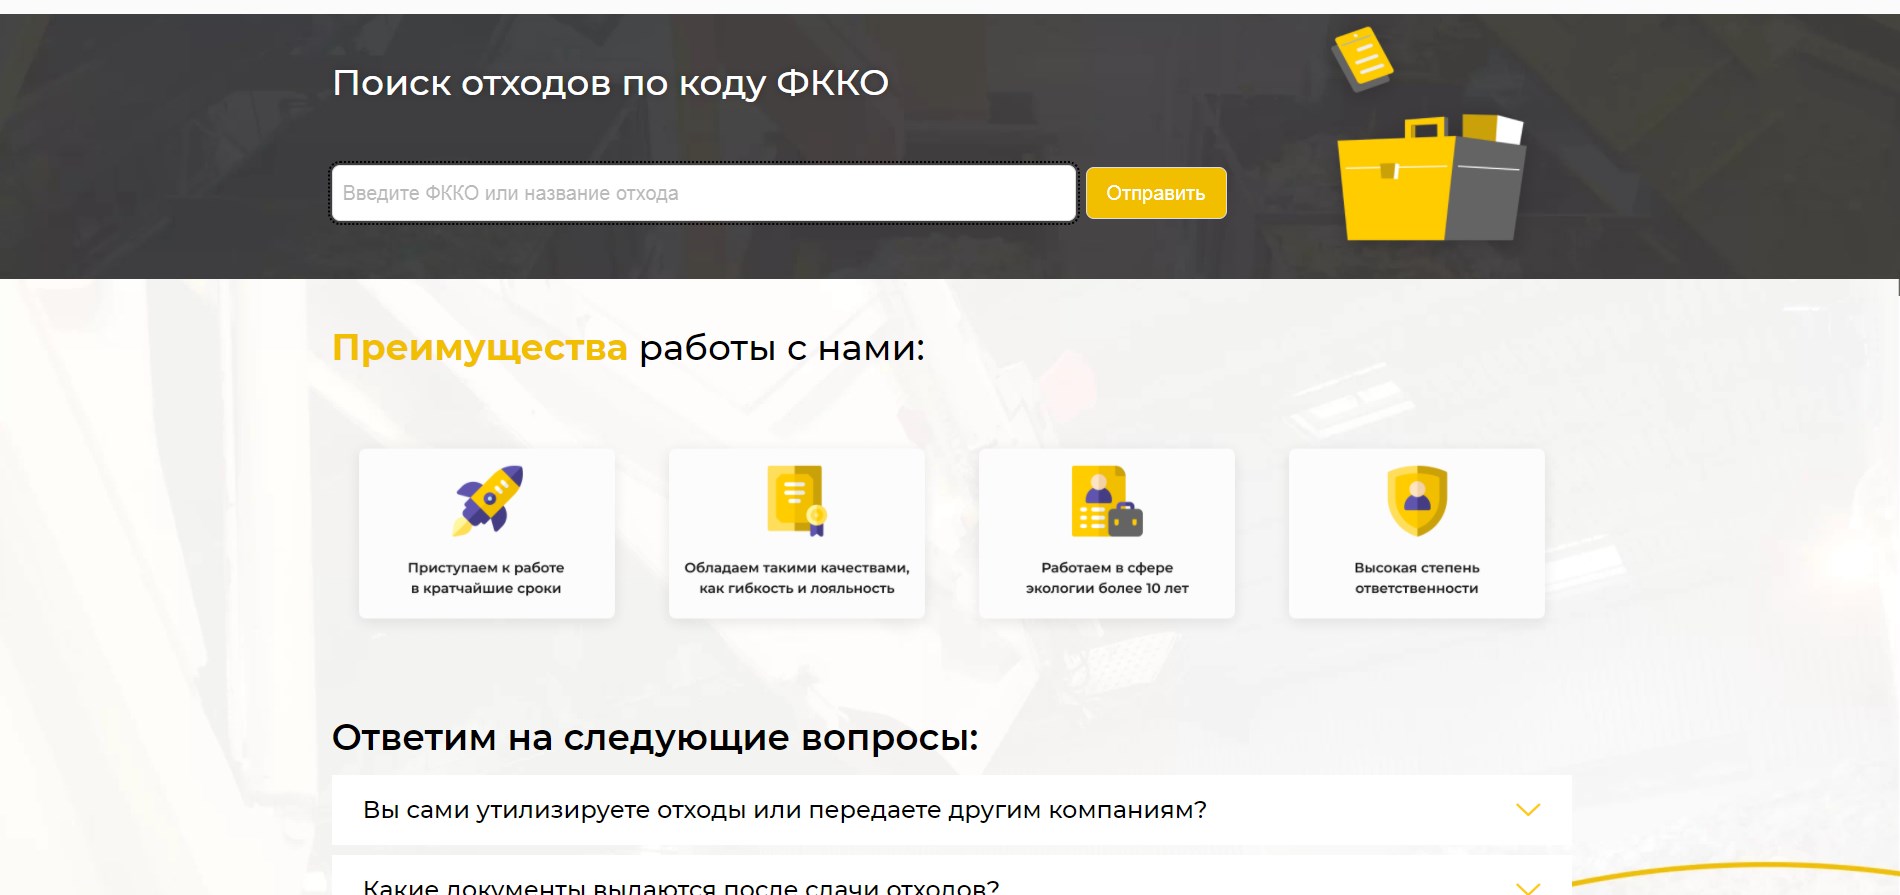 Поиск отходов по коду ФККО
Введите ФККО или название отхода
Отправить
Преимущества работы с нами:
Приступаем к работе
в кратчайшие сроки
Обладаем такими качествами,
как гибкость и лояльность
Работаем в сфере
экологии более 10 лет
Высокая степень
ответственности
Ответим на следующие вопросы:
Вы сами утилизируете отходы или передаете другим компаниям?
Какие документы выдаются после сдачи отходов?